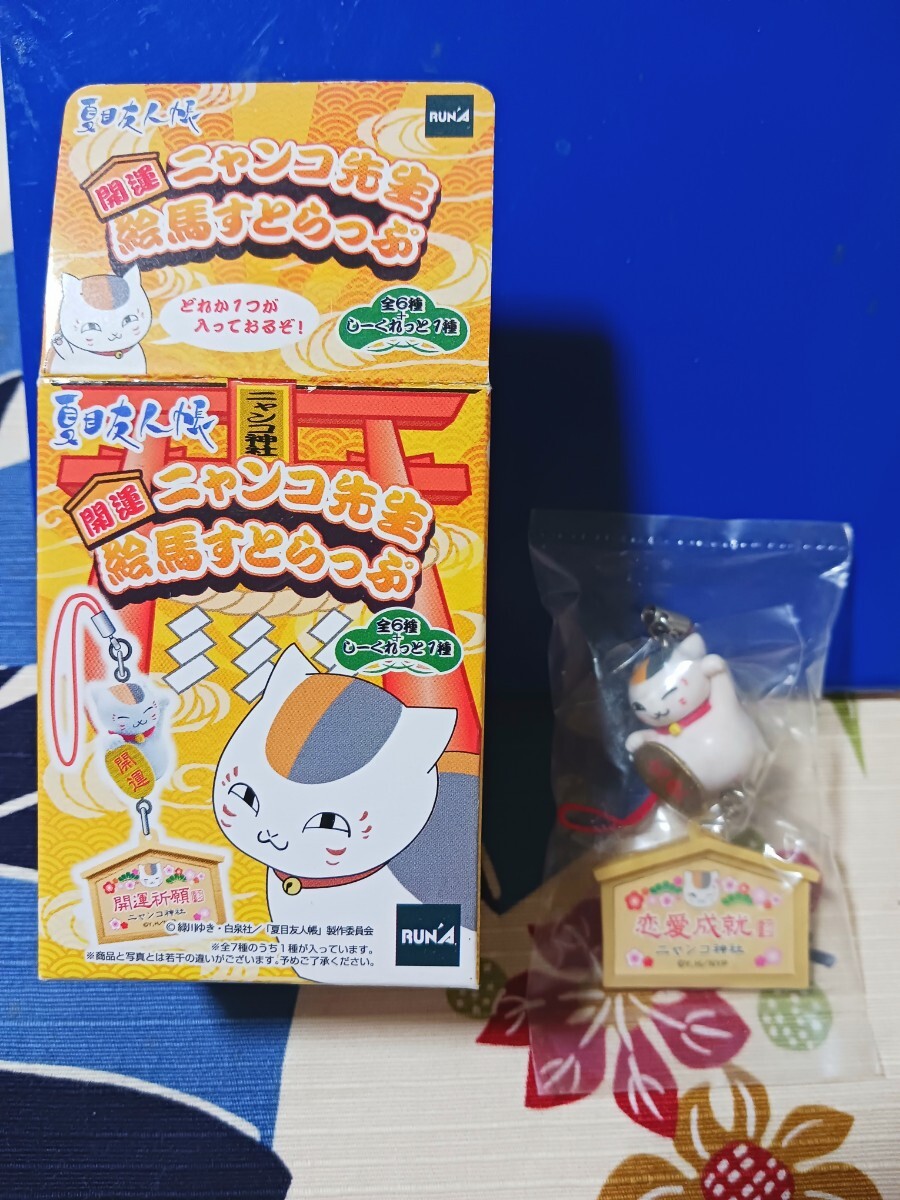 夏目友人帳
RUN'A
開運 ニャンコ先生
絵馬すとらっぷ
どれか1つが
入っておるぞ!
全6種
+
しーくれっと1種
夏目友人帳
ニャンコ神社
開運 ニャンコ先生
絵馬すとらっぷ
全6種
+
しーくれっと1種
開運
開運祈願
ニャンコ神社
© 緑川ゆき・白泉社/「夏目友人帳」製作委員会
※全7種のうち1種が入っています。
※商品と写真とは若干の違いがございます。予めご了承ください。
RUN'A
恋愛成就
ニャンコ神社